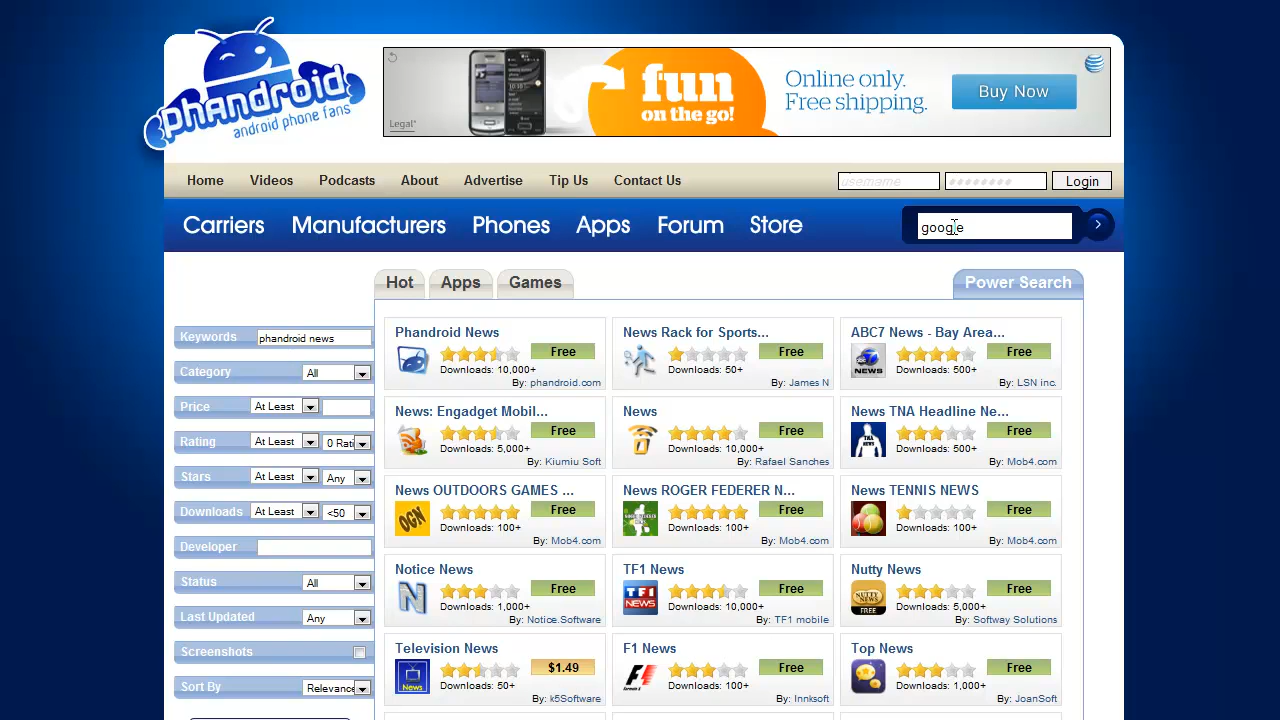 phandroid
android phone fans
fun
on the go!
Legal*
Online only.
Free shipping.
Buy Now
Home Videos Podcasts About Advertise Tip Us Contact Us
username ******** Login
Carriers Manufacturers Phones Apps Forum Store
google
Hot Apps Games Power Search
Keywords phandroid news
Category All
Price At Least
Rating At Least 0 Rati
Stars At Least Any
Downloads At Least <50
Developer
Status All
Last Updated Any
Screenshots
Sort By Relevance
Phandroid News
Free
Downloads: 10,000+
By: phandroid.com
News Rack for Sports...
Free
Downloads: 50+
By: James N
ABC7 News - Bay Area...
Free
NEWS
Downloads: 500+
By: LSN inc.
News: Engadget Mobil...
Free
Downloads: 5,000+
By: Kiumiu Soft
News
Free
Downloads: 10,000+
By: Rafael Sanches
News TNA Headline Ne...
Free
TNA
NEWS
Downloads: 500+
By: Mob4.com
News OUTDOORS GAMES ...
Free
OGN
Downloads: 100+
By: Mob4.com
News ROGER FEDERER N...
Free
Downloads: 100+
By: Mob4.com
News TENNIS NEWS
Free
Downloads: 100+
By: Mob4.com
Notice News
Free
N
Downloads: 1,000+
By: Notice.Software
TF1 News
Free
TF1
NEWS
Downloads: 10,000+
By: TF1 mobile
Nutty News
Free
NUTTY
NEWS
FREE
Downloads: 5,000+
By: Softway Solutions
Television News
$1.49
News
Downloads: 50+
By: k5Software
F1 News
Free
Downloads: 100+
By: Innksoft
Top News
Free
Downloads: 1,000+
By: JoanSoft